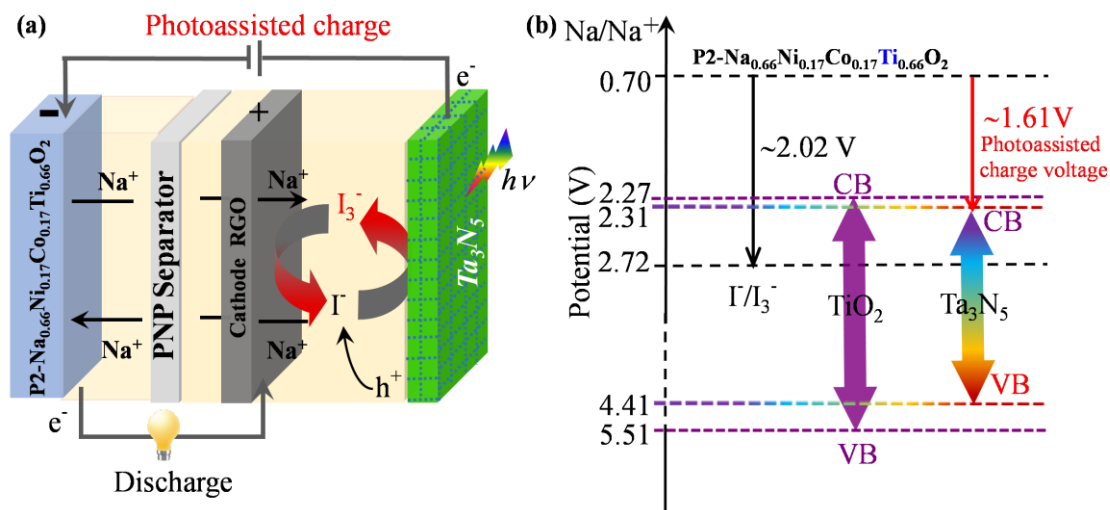 (a)
Photoassisted charge
e⁻
-
+
P2-Na₀.₆₆Ni₀.₁₇Co₀.₁₇Ti₀.₆₆O₂
Na⁺
PNP Separator
Na⁺
Cathode RGO
Na⁺
Na⁺
I₃⁻
I⁻
h⁺
hν
Ta₃N₅
e⁻
Discharge
(b)
Na/Na⁺
P2-Na₀.₆₆Ni₀.₁₇Co₀.₁₇Ti₀.₆₆O₂
0.70
~2.02 V
~1.61V
Photoassisted
charge voltage
Potential (V)
2.27
CB
2.31
CB
2.72
I⁻/I₃⁻
TiO₂
Ta₃N₅
VB
4.41
5.51
VB